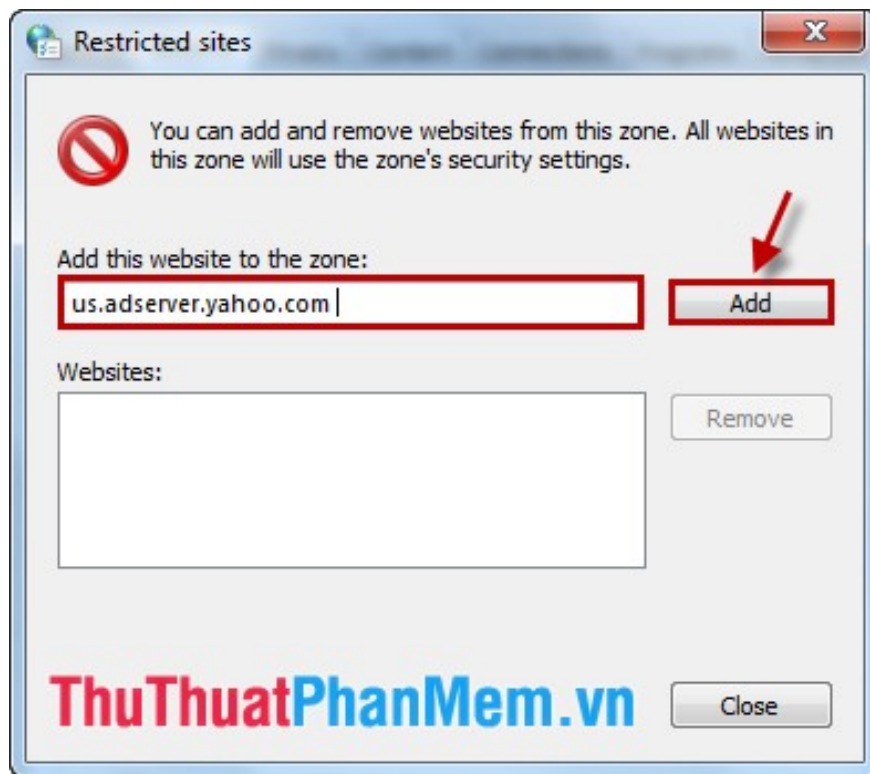 Restricted sites
You can add and remove websites from this zone. All websites in
this zone will use the zone's security settings.
Add this website to the zone:
us.adserver.yahoo.com
Add
Websites:
Remove
ThuThuatPhanMem.vn
Close